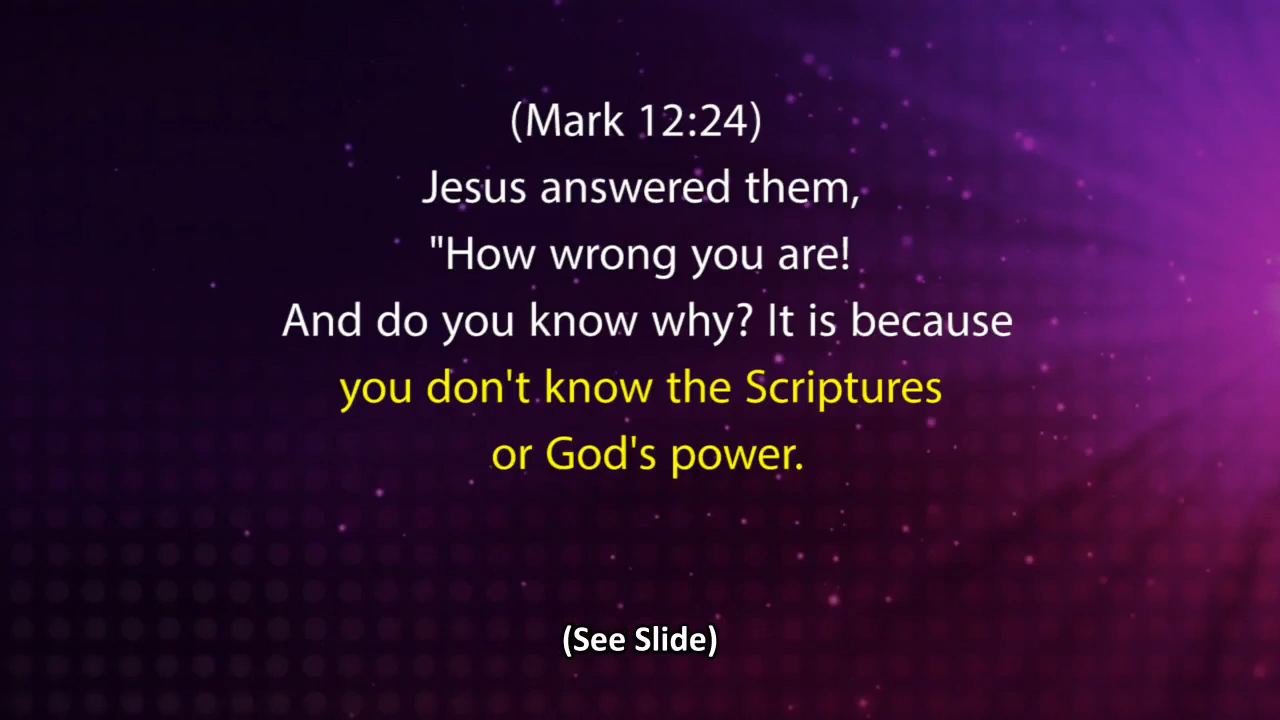 (Mark 12:24)
Jesus answered them,
"How wrong you are!
And do you know why? It is because
you don't know the Scriptures
or God's power.
(See Slide)